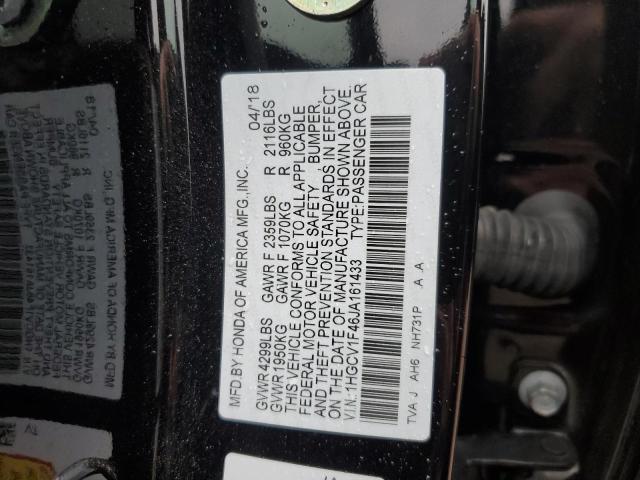 MFD.BY HONDA OF AMERICA MFG.,INC. 04/18
GVWR 4299LBS GAWR F 2359LBS R 2116LBS
GVWR 1950KG GAWR F 1070KG R 960KG
THIS VEHICLE CONFORMS TO ALL APPLICABLE
FEDERAL MOTOR VEHICLE SAFETY, BUMPER,
AND THEFT PREVENTION STANDARDS IN EFFECT
ON THE DATE OF MANUFACTURE SHOWN ABOVE.
V.I.N.:1HGCV1F46JA161433 TYPE:PASSENGER CAR
TVA J AH6 NH731P A A